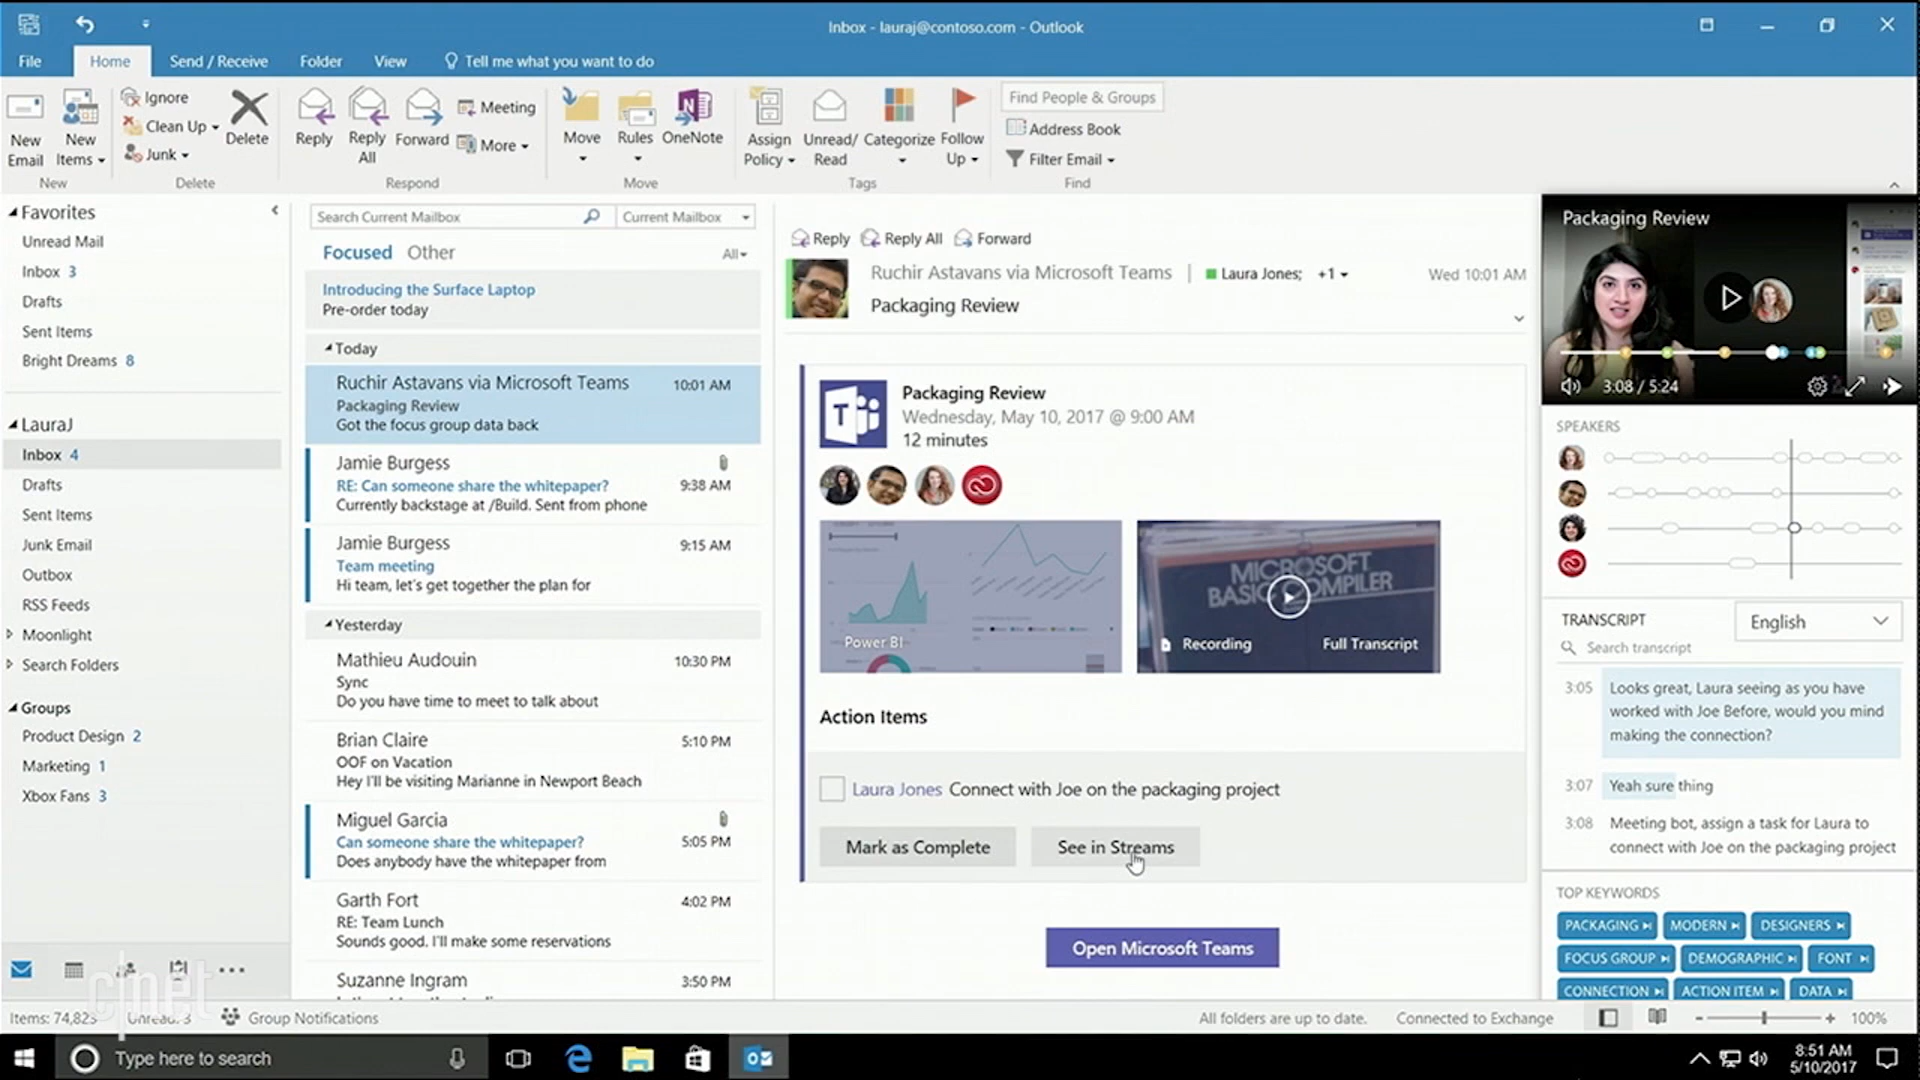 Inbox - lauraj@contoso.com - Outlook
File
Home
Send / Receive
Folder
View
Tell me what you want to do
New Email
New Items
New
Ignore
Clean Up
Junk
Delete
Delete
Reply
Reply All
Forward
Meeting
More
Respond
Move
Rules
OneNote
Move
Assign Policy
Unread/ Read
Categorize
Follow Up
Tags
Find People & Groups
Address Book
Filter Email
Find
Favorites
Unread Mail
Inbox 3
Drafts
Sent Items
Bright Dreams 8
LauraJ
Inbox 4
Drafts
Sent Items
Junk Email
Outbox
RSS Feeds
Moonlight
Search Folders
Groups
Product Design 2
Marketing 1
Xbox Fans 3
Search Current Mailbox
Current Mailbox
Focused Other
All
Introducing the Surface Laptop
Pre-order today
Today
Ruchir Astavans via Microsoft Teams
Packaging Review 10:01 AM
Got the focus group data back
Jamie Burgess
RE: Can someone share the whitepaper? 9:38 AM
Currently backstage at /Build. Sent from phone
Jamie Burgess 9:15 AM
Team meeting
Hi team, let's get together the plan for
Yesterday
Mathieu Audouin 10:30 PM
Sync
Do you have time to meet to talk about
Brian Claire 5:10 PM
OOF on Vacation
Hey I'll be visiting Marianne in Newport Beach
Miguel Garcia
Can someone share the whitepaper? 5:05 PM
Does anybody have the whitepaper from
Garth Fort 4:02 PM
RE: Team Lunch
Sounds good. I'll make some reservations
Suzanne Ingram 3:50 PM
Reply Reply All Forward
Ruchir Astavans via Microsoft Teams | Laura Jones; +1 Wed 10:01 AM
Packaging Review
T
Packaging Review
Wednesday, May 10, 2017 @ 9:00 AM
12 minutes
Power BI
MICROSOFT
BASIC COMPILER
Recording Full Transcript
Action Items
Laura Jones Connect with Joe on the packaging project
Mark as Complete
See in Streams
Open Microsoft Teams
Packaging Review
3:08 / 5:24
SPEAKERS
TRANSCRIPT
English
Search transcript
3:05 Looks great, Laura seeing as you have
worked with Joe Before, would you mind
making the connection?
3:07 Yeah sure thing
3:08 Meeting bot, assign a task for Laura to
connect with Joe on the packaging project
TOP KEYWORDS
PACKAGING MODERN DESIGNERS
FOCUS GROUP DEMOGRAPHIC FONT
CONNECTION ACTION ITEM DATA
c|net
Items: 74,823 Unread: 3 Group Notifications
All folders are up to date. Connected to Exchange 100%
Type here to search
8:51 AM
5/10/2017